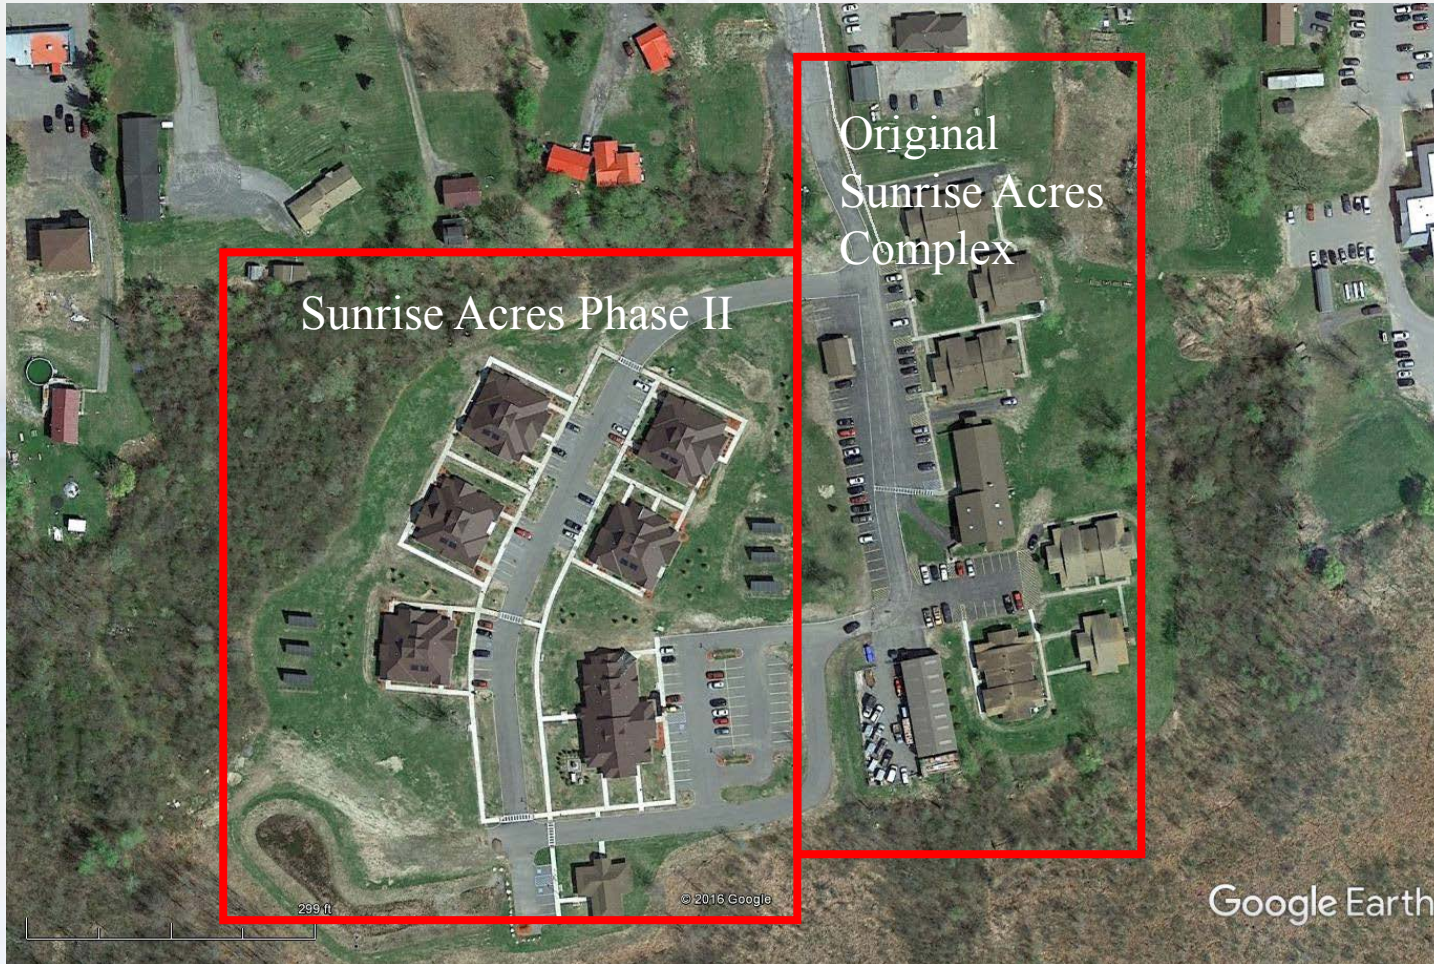 Original
Sunrise Acres
Complex
Sunrise Acres Phase II
299 ft
© 2016 Google
Google Earth